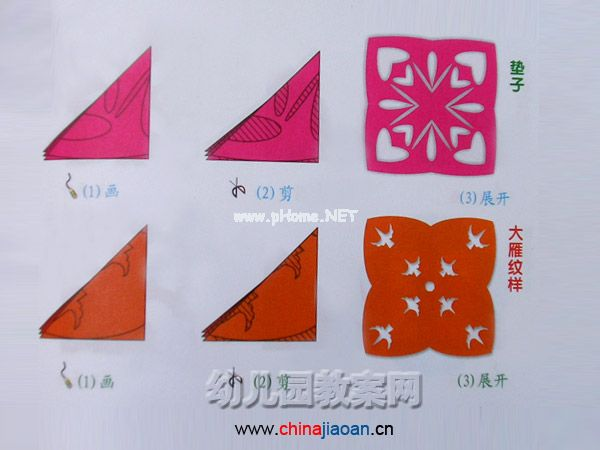 垫子
(1)画
(2)剪
(3)展开
www.pHome.NET
大雁纹样
(1)画
(2)剪
(3)展开
幼儿园教案网
www.chinajiaoan.cn